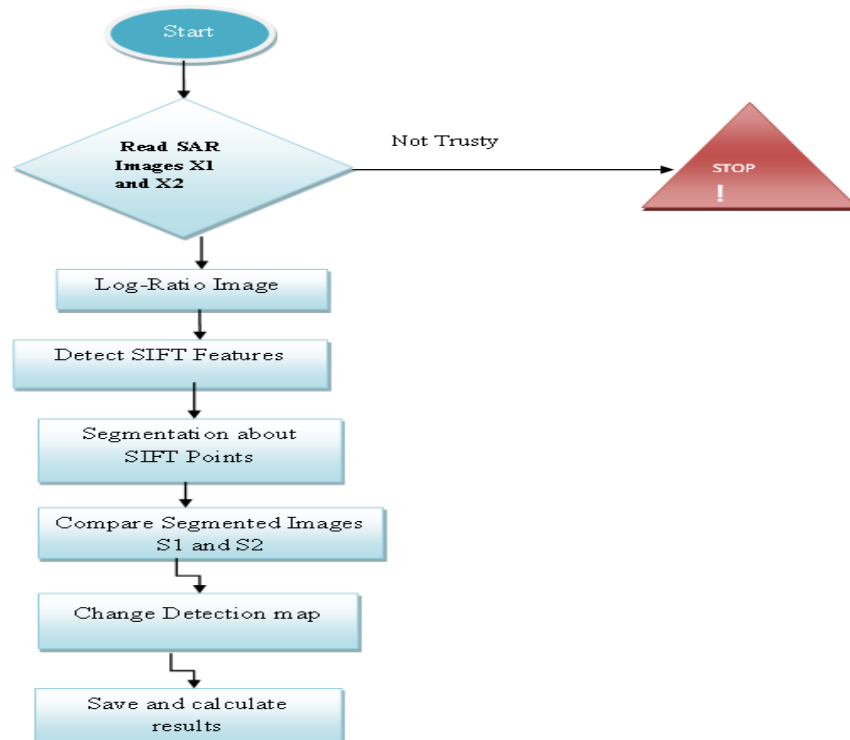 Start
Read SAR
Images X1
and X2
Not Trusty
STOP
!
Log-Ratio Image
Detect SIFT Features
Segmentation about
SIFT Points
Compare Segmented Images
S1 and S2
Change Detection map
Save and calculate
results